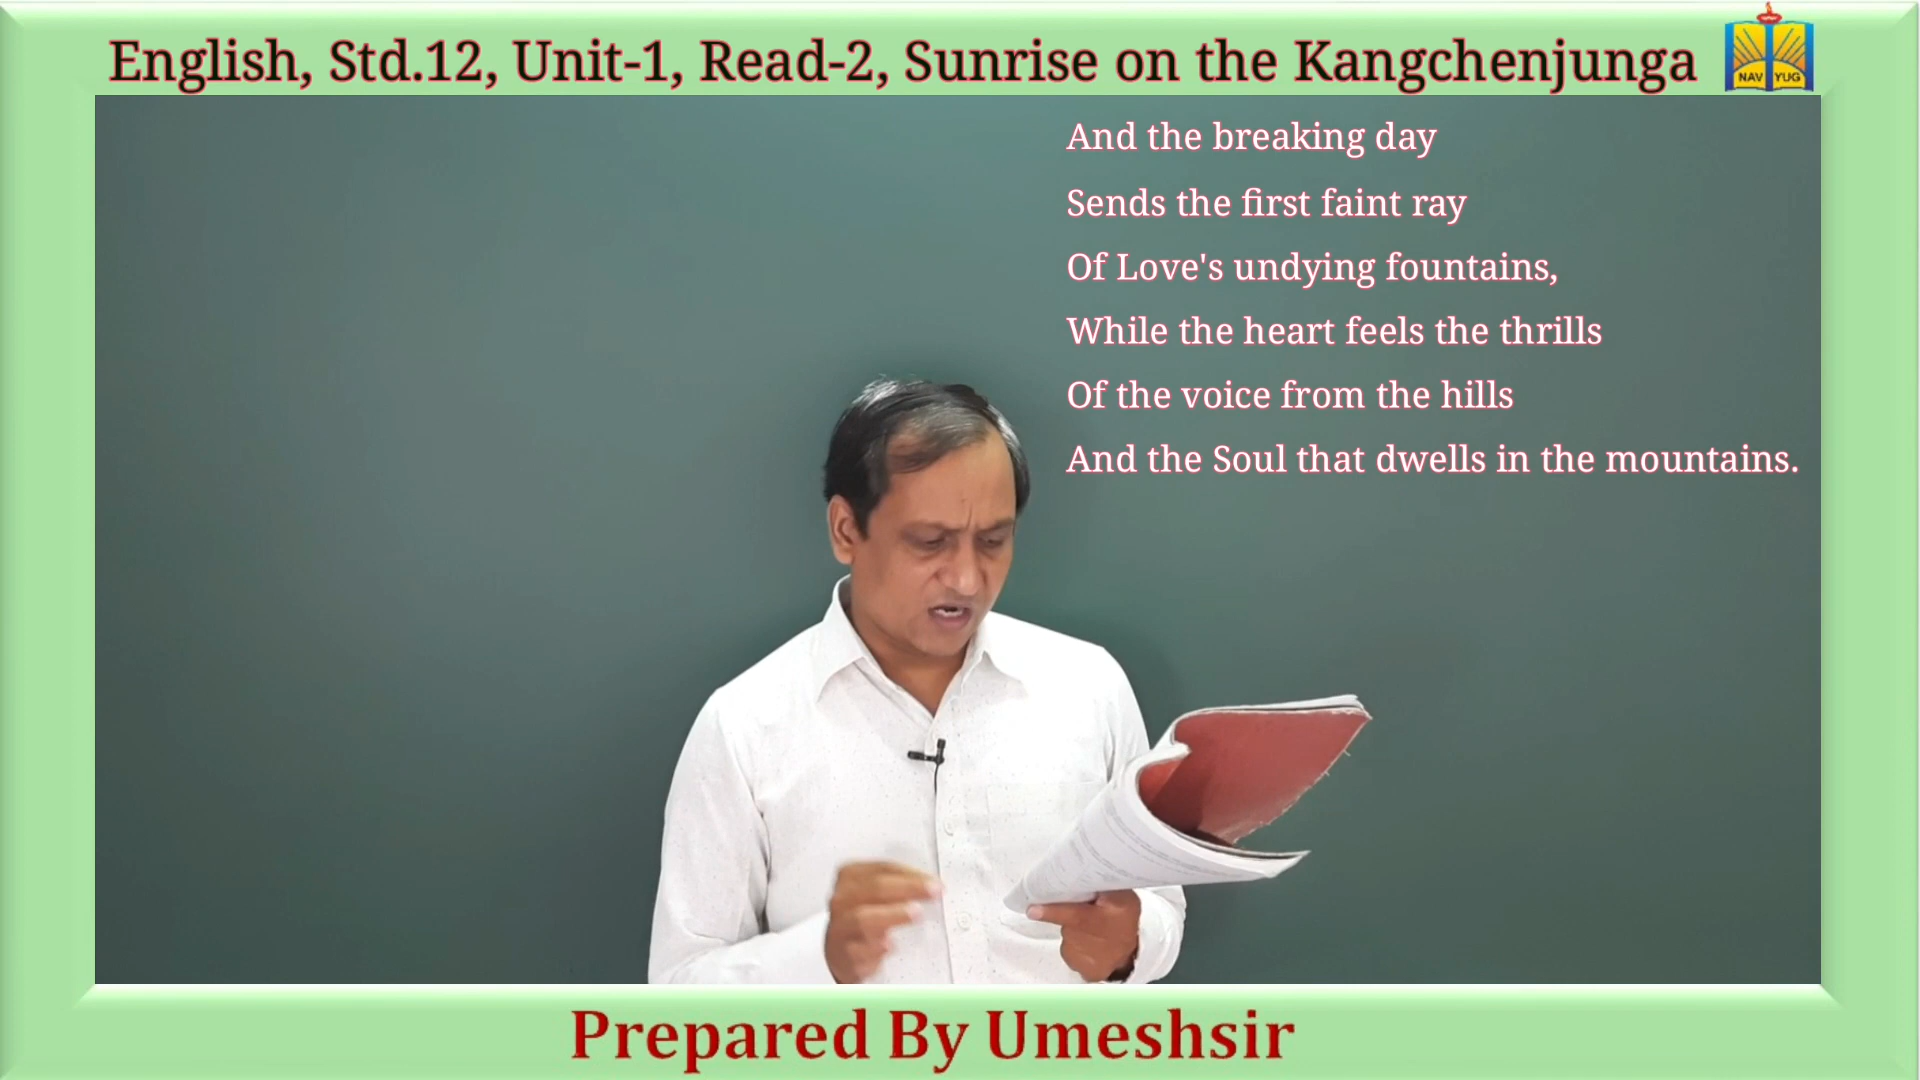 English, Std.12, Unit-1, Read-2, Sunrise on the Kangchenjunga
NAV YUG
And the breaking day
Sends the first faint ray
Of Love's undying fountains,
While the heart feels the thrills
Of the voice from the hills
And the Soul that dwells in the mountains.
Prepared By Umeshsir